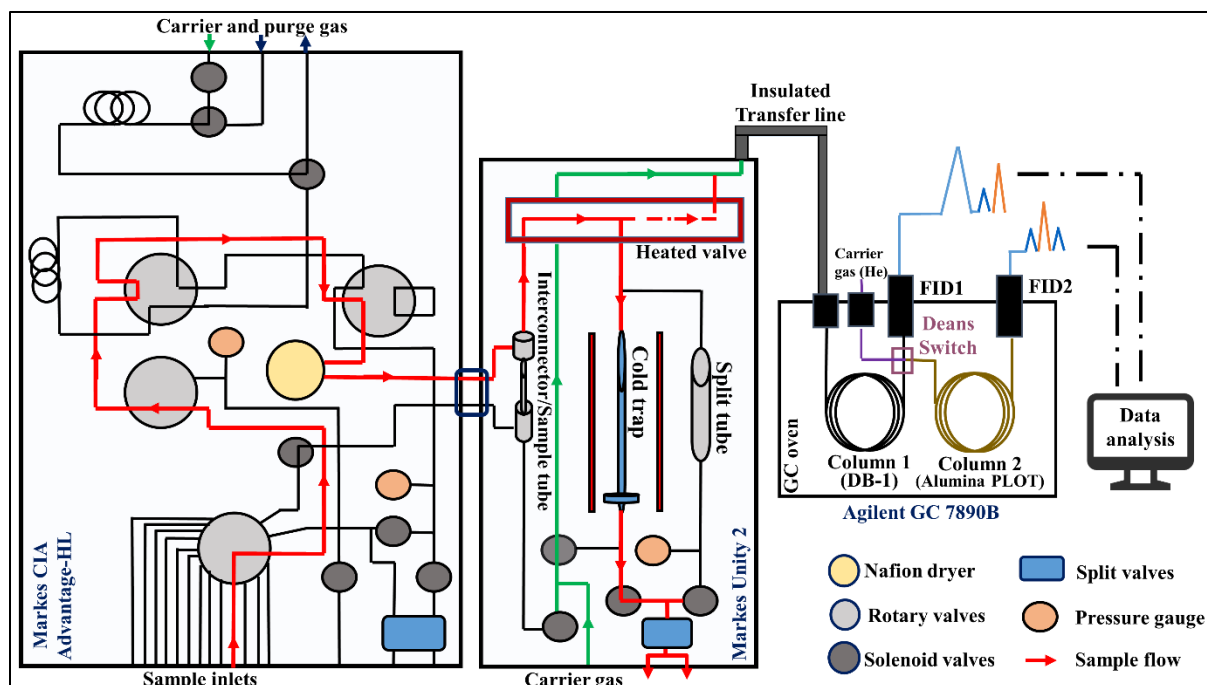 Carrier and purge gas
Insulated
Transfer line
Heated valve
Carrier
gas (He)
FID1
FID2
Deans
Switch
Interconnector/Sample tube
Cold trap
Split tube
GC oven
Column 1
(DB-1)
Column 2
(Alumina PLOT)
Data
analysis
Agilent GC 7890B
Markes CIA
Advantage-HL
Markes Unity 2
Sample inlets
Carrier gas
Nafion dryer
Split valves
Rotary valves
Pressure gauge
Solenoid valves
Sample flow